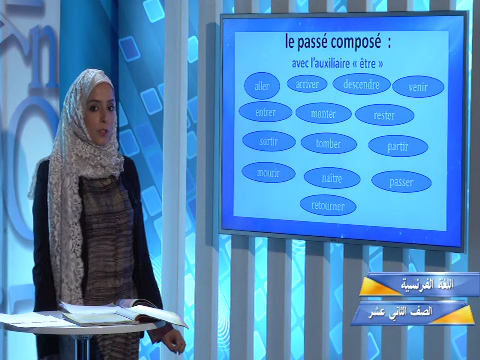 le passé composé :
avec l'auxiliaire « être »
aller arriver descendre venir
entrer monter rester
sortir tomber partir
mourir naître passer
retourner
اللغة الفرنسية
الصف الثاني عشر